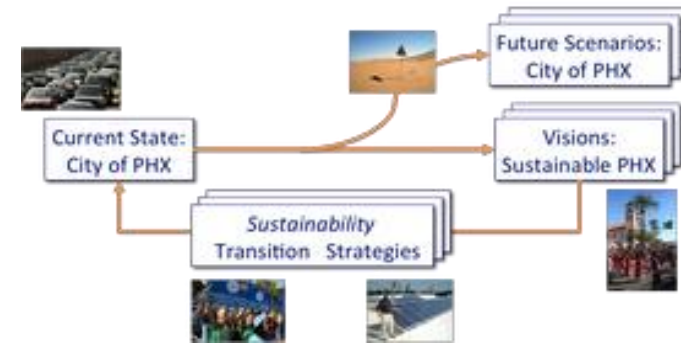 Future Scenarios:
City of PHX
Current State:
City of PHX
Visions:
Sustainable PHX
Sustainability
Transition Strategies